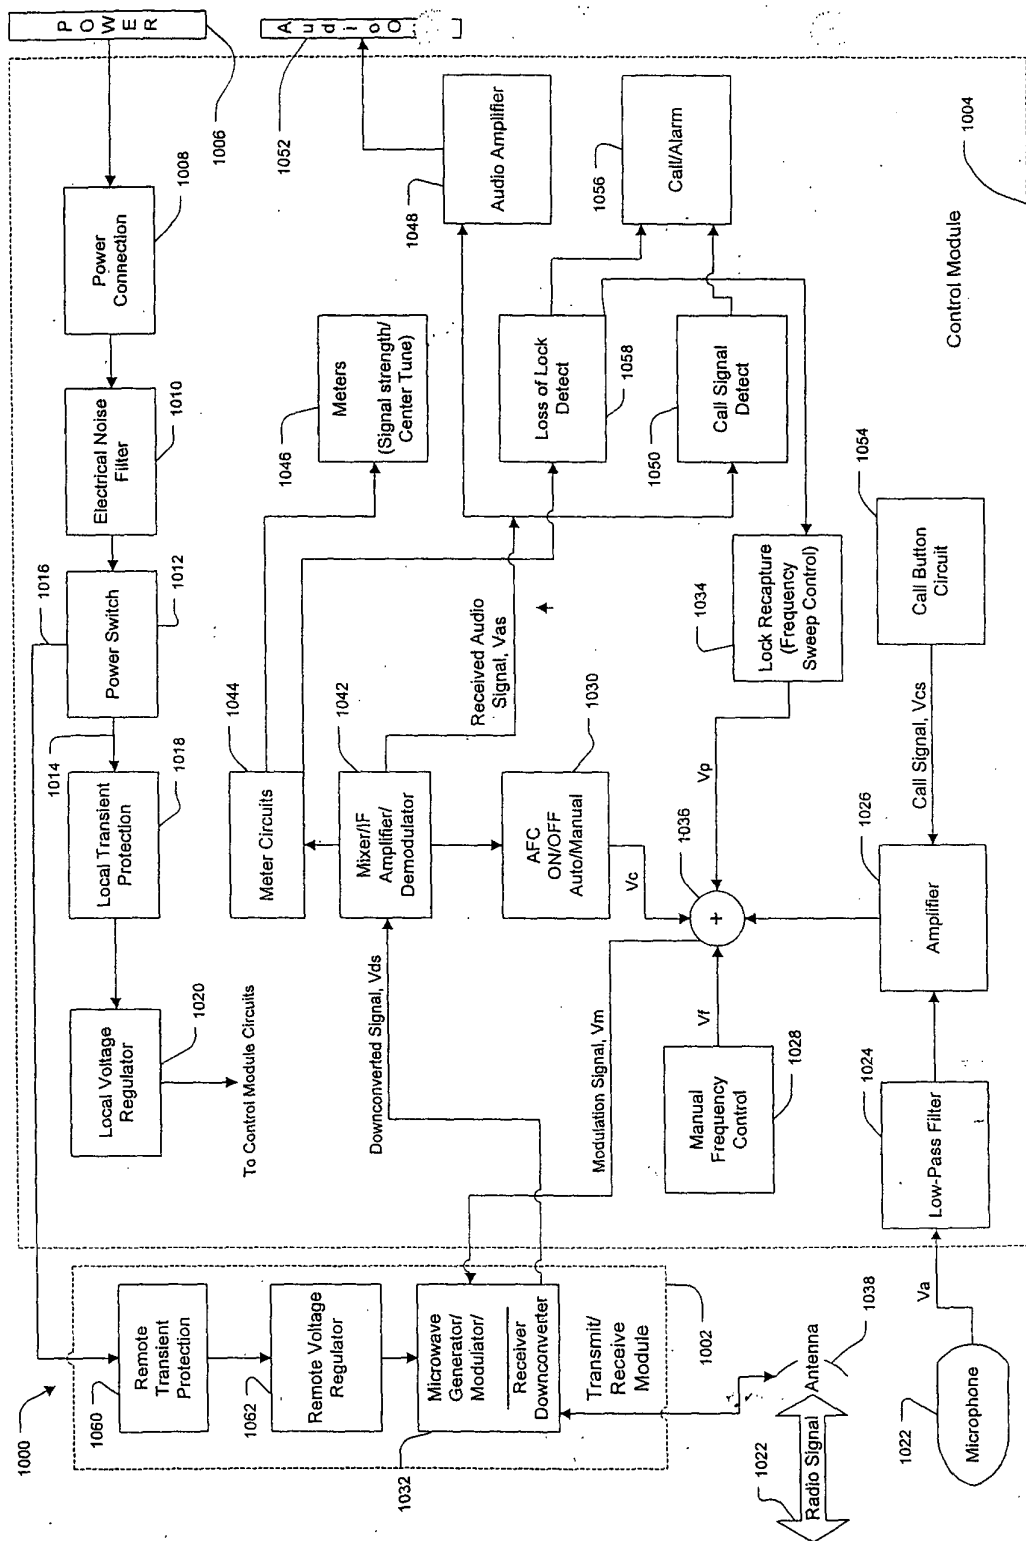 1000
1060
Remote
Transient
Protection
1062
Remote Voltage
Regulator
Microwave
Generator/
Modulator/
Receiver
Downconverter
1032
Transmit/
Receive
Module
1002
1022
Radio Signal
Antenna
1038
1022
Microphone
Va
1020
Local Voltage
Regulator
To Control Module Circuits
1014
Local Transient
Protection
1018
1016
Power Switch
1012
Electrical Noise
Filter
1010
Power
Connection
1008
POWER
1006
Downconverted Signal, Vds
Meter Circuits
1044
Mixer/IF
Amplifier/
Demodulator
1042
Received Audio
Signal, Vas
AFC
ON/OFF
Auto/Manual
1030
Vc
1046
Meters
(Signal strength/
Center Tune)
1048
Audio Amplifier
AudioO
1052
Loss of Lock
Detect
1058
1050
Call Signal
Detect
1056
Call/Alarm
Modulation Signal, Vm
Manual
Frequency
Control
1028
Vf
+
1036
Vp
1034
Lock Recapture
(Frequency
Sweep Control)
1024
Low-Pass Filter
Amplifier
1026
Call Signal, Vcs
Call Button
Circuit
1054
Control Module
1004